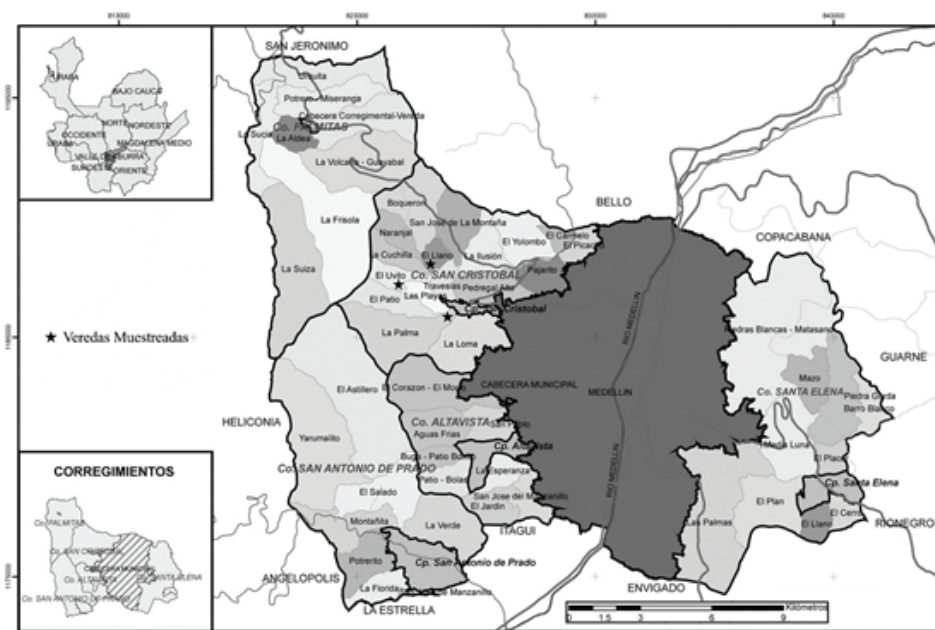 813000
823000
833000
843000
SAN JERONIMO
URABA
BAJO CAUCA
NORTE
NORDESTE
OCCIDENTE
MAGDALENA MEDIO
SUROESTE
ORIENTE
Potrero - Miseranga
Cabecera Corregimental-Vereda
Co. PALMITAS
La Sucia
La Aldea
La Volcana - Guayabal
La Frisola
La Suiza
Boqueron
San José de La Montaña
Naranjal
El Yolombo
El Carmelo
El Picacho
La Cuchilla
El Llano
La Ilusión
Pajarito
Co. SAN CRISTOBAL
El Uvito
Travesias
Pedregal Alto
El Patio
Las Playas
La Palma
La Loma
BELLO
COPACABANA
GUARNE
Veredas Muestreadas
RIO MEDELLIN
CABECERA MUNICIPAL
MEDELLIN
RIO MEDELLIN
Piedras Blancas - Matasano
Mazo
Co. SANTA ELENA
Piedra Gorda
Barro Blanco
Media Luna
El Placer
Cp. Santa Elena
El Plan
Las Palmas
El Cerro
El Llano
RIONEGRO
HELICONIA
El Astillero
El Corazon - El Morro
Yarumalito
Co. ALTAVISTA
Aguas Frias
Cp. Altavista
Co. SAN ANTONIO DE PRADO
La Esperanza
Patio - Bolas
San Jose del Manzanillo
El Jardin
El Salado
Montañita
La Verde
ITAGUI
Potrerito
Cp. San Antonio de Prado
La Florida
ANGELOPOLIS
LA ESTRELLA
ENVIGADO
CORREGIMIENTOS
Co. PALMITAS
Co. SAN CRISTOBAL
CABECERA MUNICIPAL
Co. ALTAVISTA
Co. SANTA ELENA
Co. SAN ANTONIO DE PRADO
Kilómetros
0 1.5 3 6 9